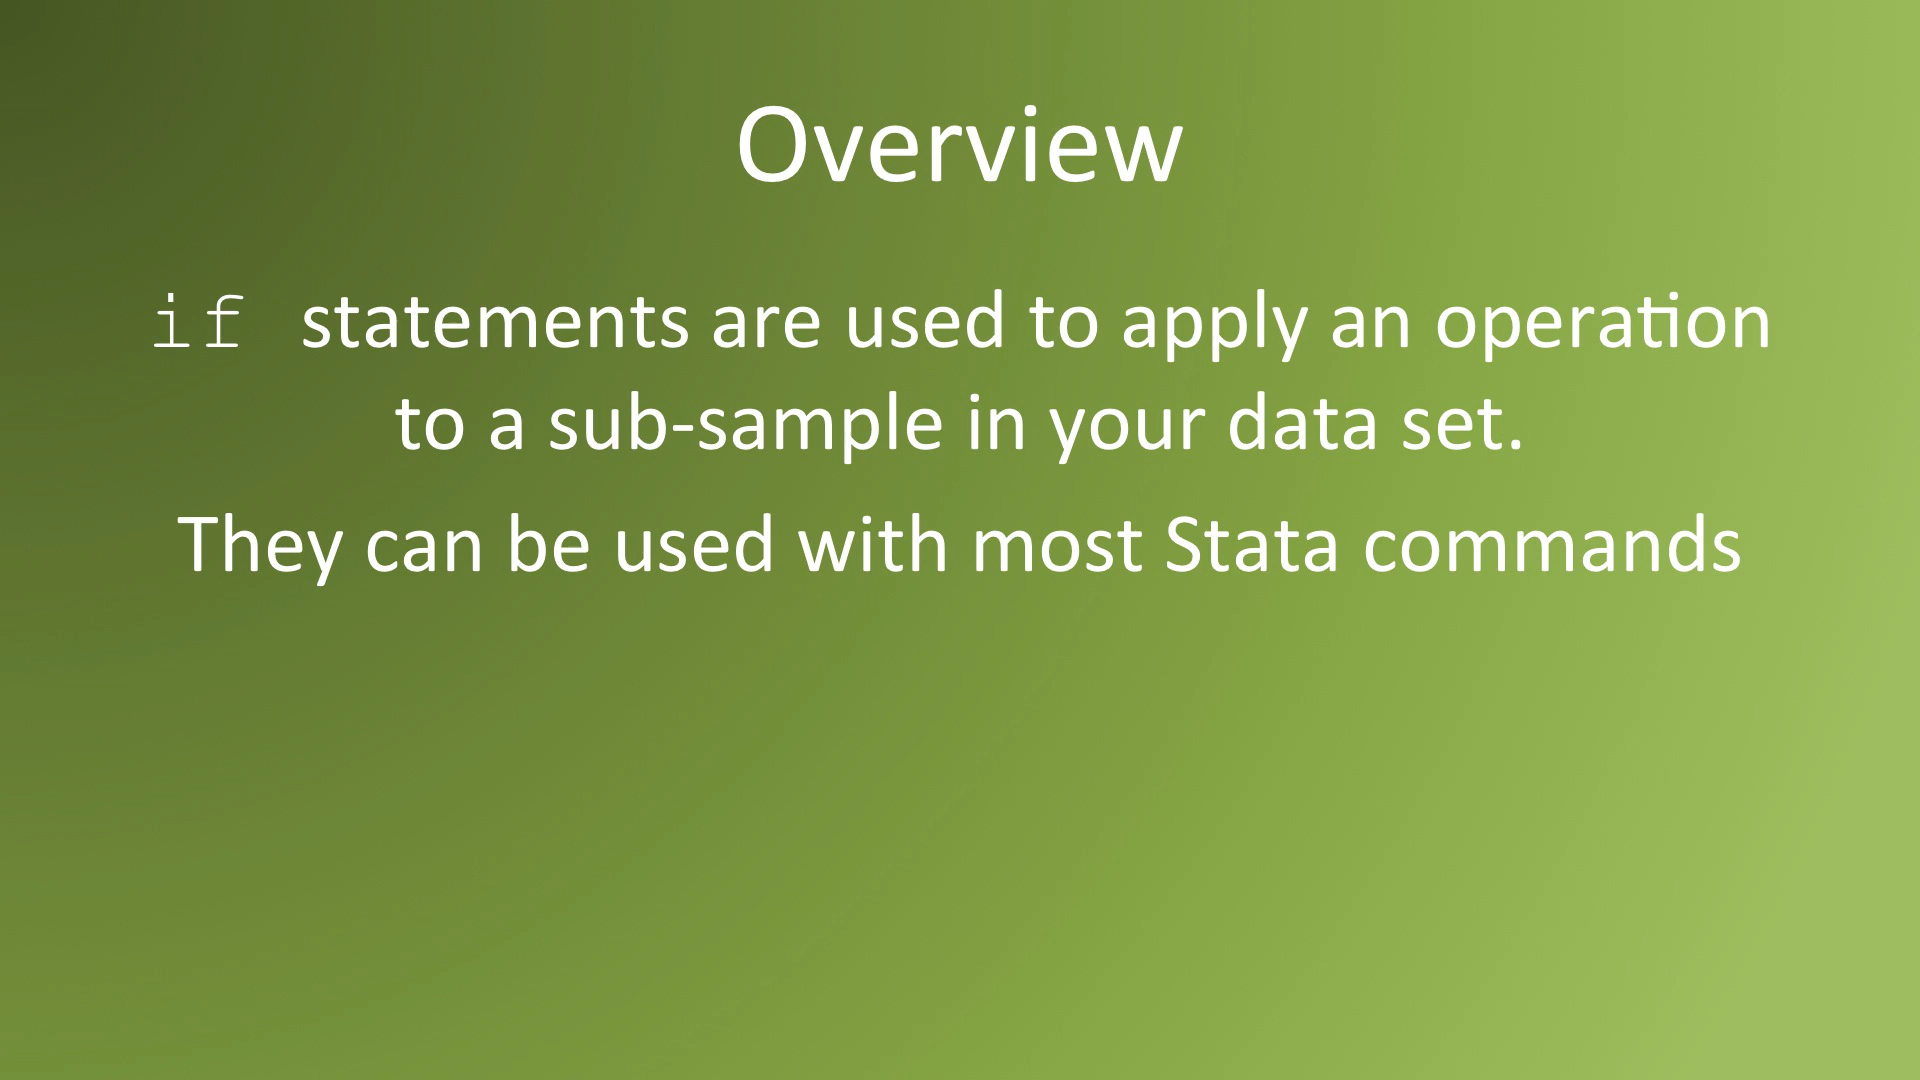 Overview
if statements are used to apply an operation
to a sub-sample in your data set.
They can be used with most Stata commands